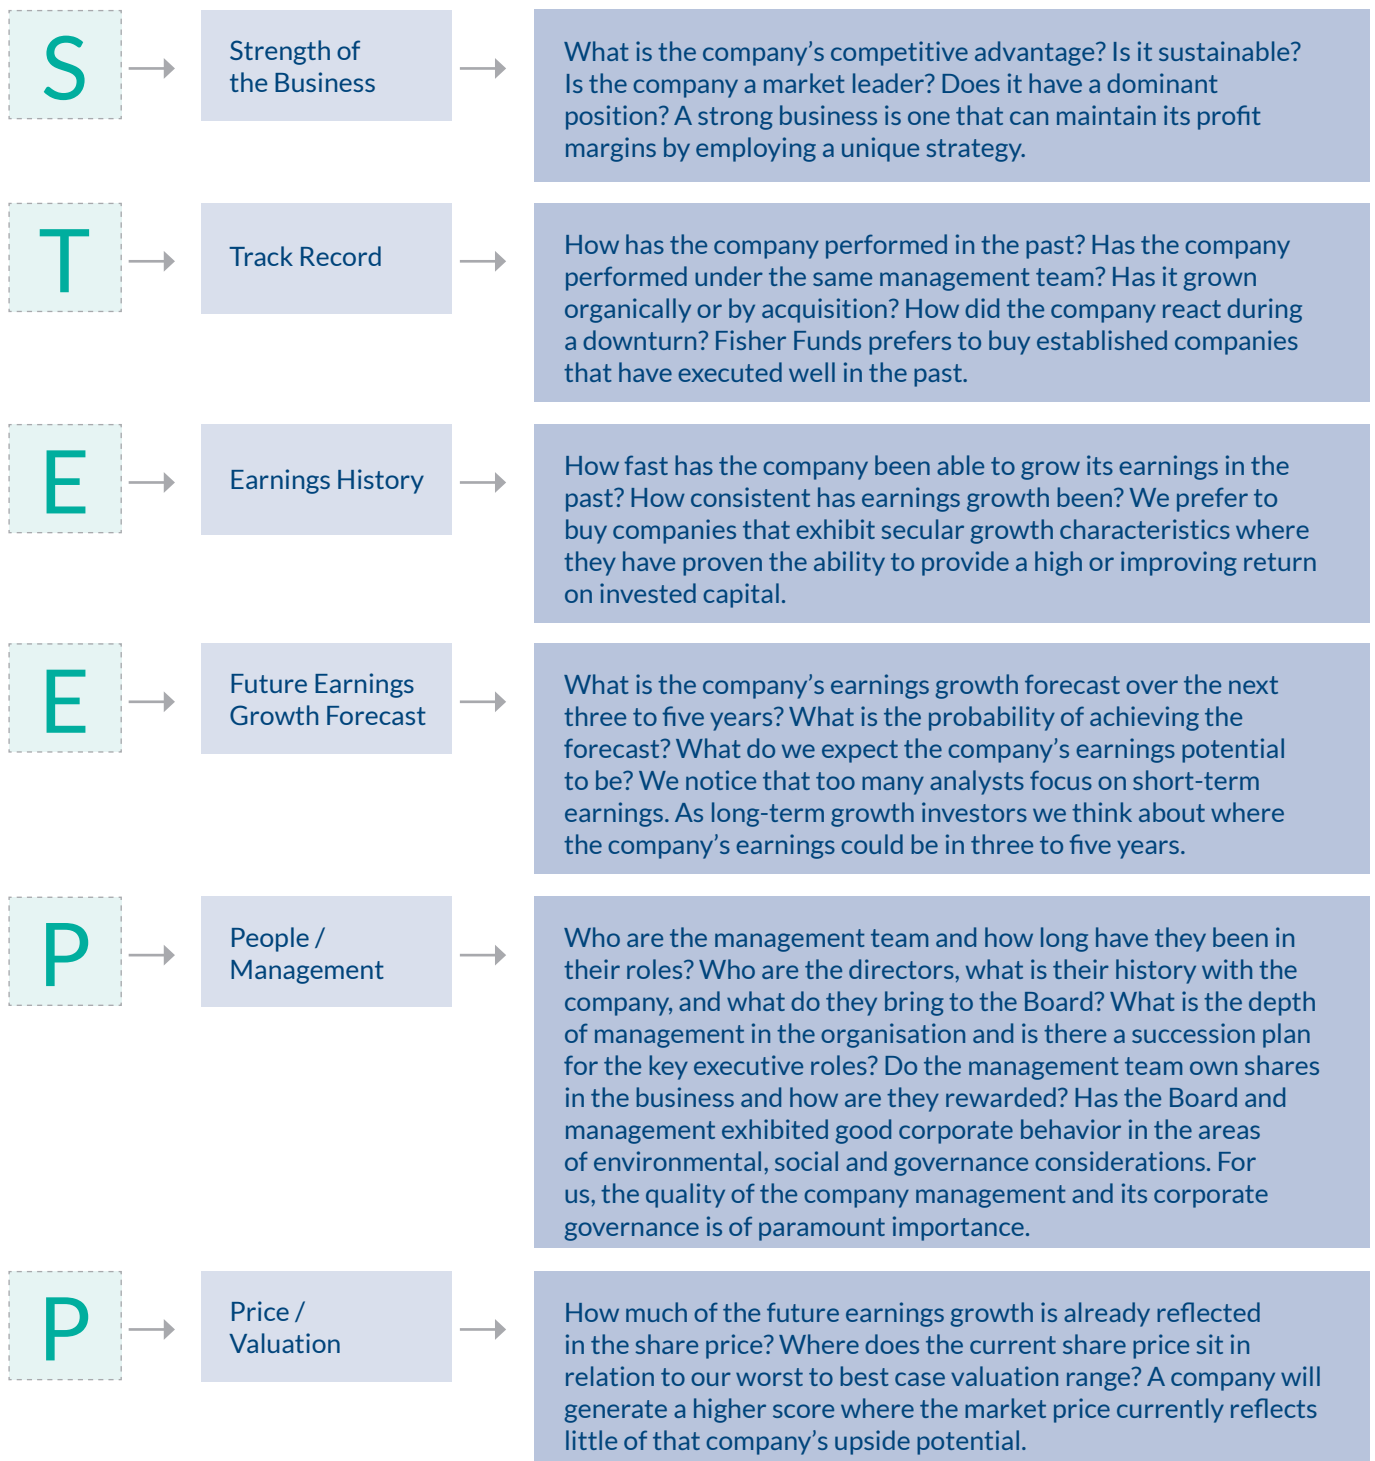 S
Strength of
the Business
What is the company’s competitive advantage? Is it sustainable?
Is the company a market leader? Does it have a dominant
position? A strong business is one that can maintain its profit
margins by employing a unique strategy.
T
Track Record
How has the company performed in the past? Has the company
performed under the same management team? Has it grown
organically or by acquisition? How did the company react during
a downturn? Fisher Funds prefers to buy established companies
that have executed well in the past.
E
Earnings History
How fast has the company been able to grow its earnings in the
past? How consistent has earnings growth been? We prefer to
buy companies that exhibit secular growth characteristics where
they have proven the ability to provide a high or improving return
on invested capital.
E
Future Earnings
Growth Forecast
What is the company’s earnings growth forecast over the next
three to five years? What is the probability of achieving the
forecast? What do we expect the company’s earnings potential
to be? We notice that too many analysts focus on short-term
earnings. As long-term growth investors we think about where
the company’s earnings could be in three to five years.
P
People /
Management
Who are the management team and how long have they been in
their roles? Who are the directors, what is their history with the
company, and what do they bring to the Board? What is the depth
of management in the organisation and is there a succession plan
for the key executive roles? Do the management team own shares
in the business and how are they rewarded? Has the Board and
management exhibited good corporate behavior in the areas
of environmental, social and governance considerations. For
us, the quality of the company management and its corporate
governance is of paramount importance.
P
Price /
Valuation
How much of the future earnings growth is already reflected
in the share price? Where does the current share price sit in
relation to our worst to best case valuation range? A company will
generate a higher score where the market price currently reflects
little of that company’s upside potential.